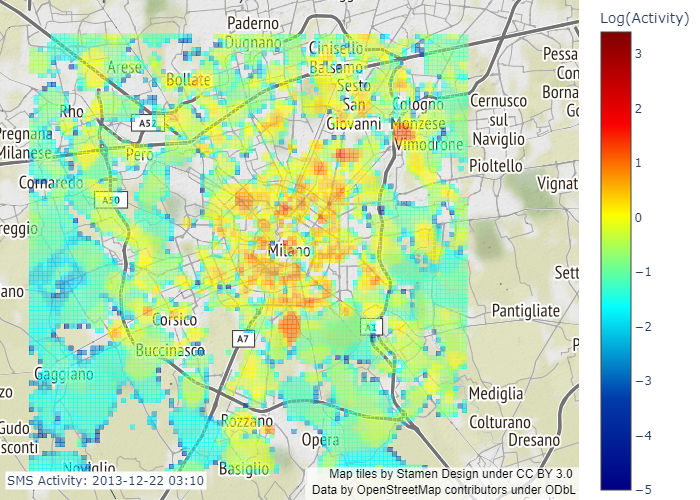 Log(Activity)
3
2
1
0
−1
−2
−3
−4
−5
Paderno
Dugnano
Cinisello
Balsamo
Arese
Bollate
Sesto
San
Giovanni
Cologno
Monzese
Vimodrone
Rho
A52
Pero
Pregnana
Milanese
Cornaredo
A50
reggio
Cernusco
sul
Naviglio
Pioltello
Pessa
Con
Borna
Go
Vignat
Milano
ano
Sett
Pantigliate
P
Corsico
A1
A7
Buccinasco
Gaggiano
zo
Gudo
sconti
Rozzano
Opera
Mediglia
Colturano
Dresano
Noviglio
Basiglio
SMS Activity: 2013-12-22 03:10
Map tiles by Stamen Design under CC BY 3.0
Data by OpenStreetMap contributors under ODbL